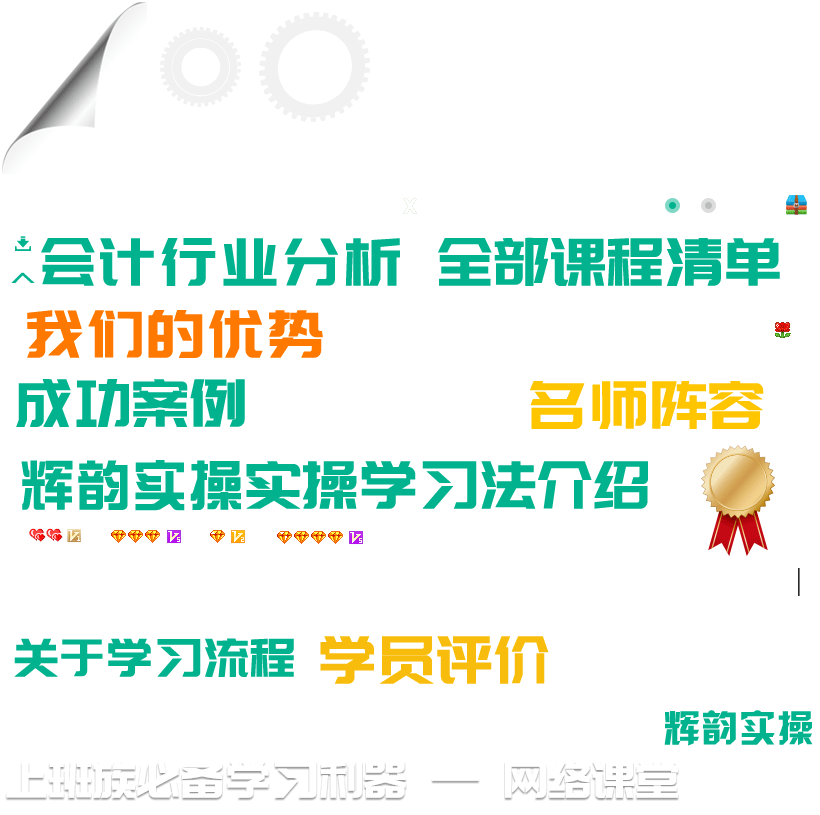 X
会计行业分析 全部课程清单
我们的优势
成功案例 名师阵容
辉韵实操实操学习法介绍
关于学习流程 学员评价
辉韵实操
上班族必备学习利器 — 网络课堂